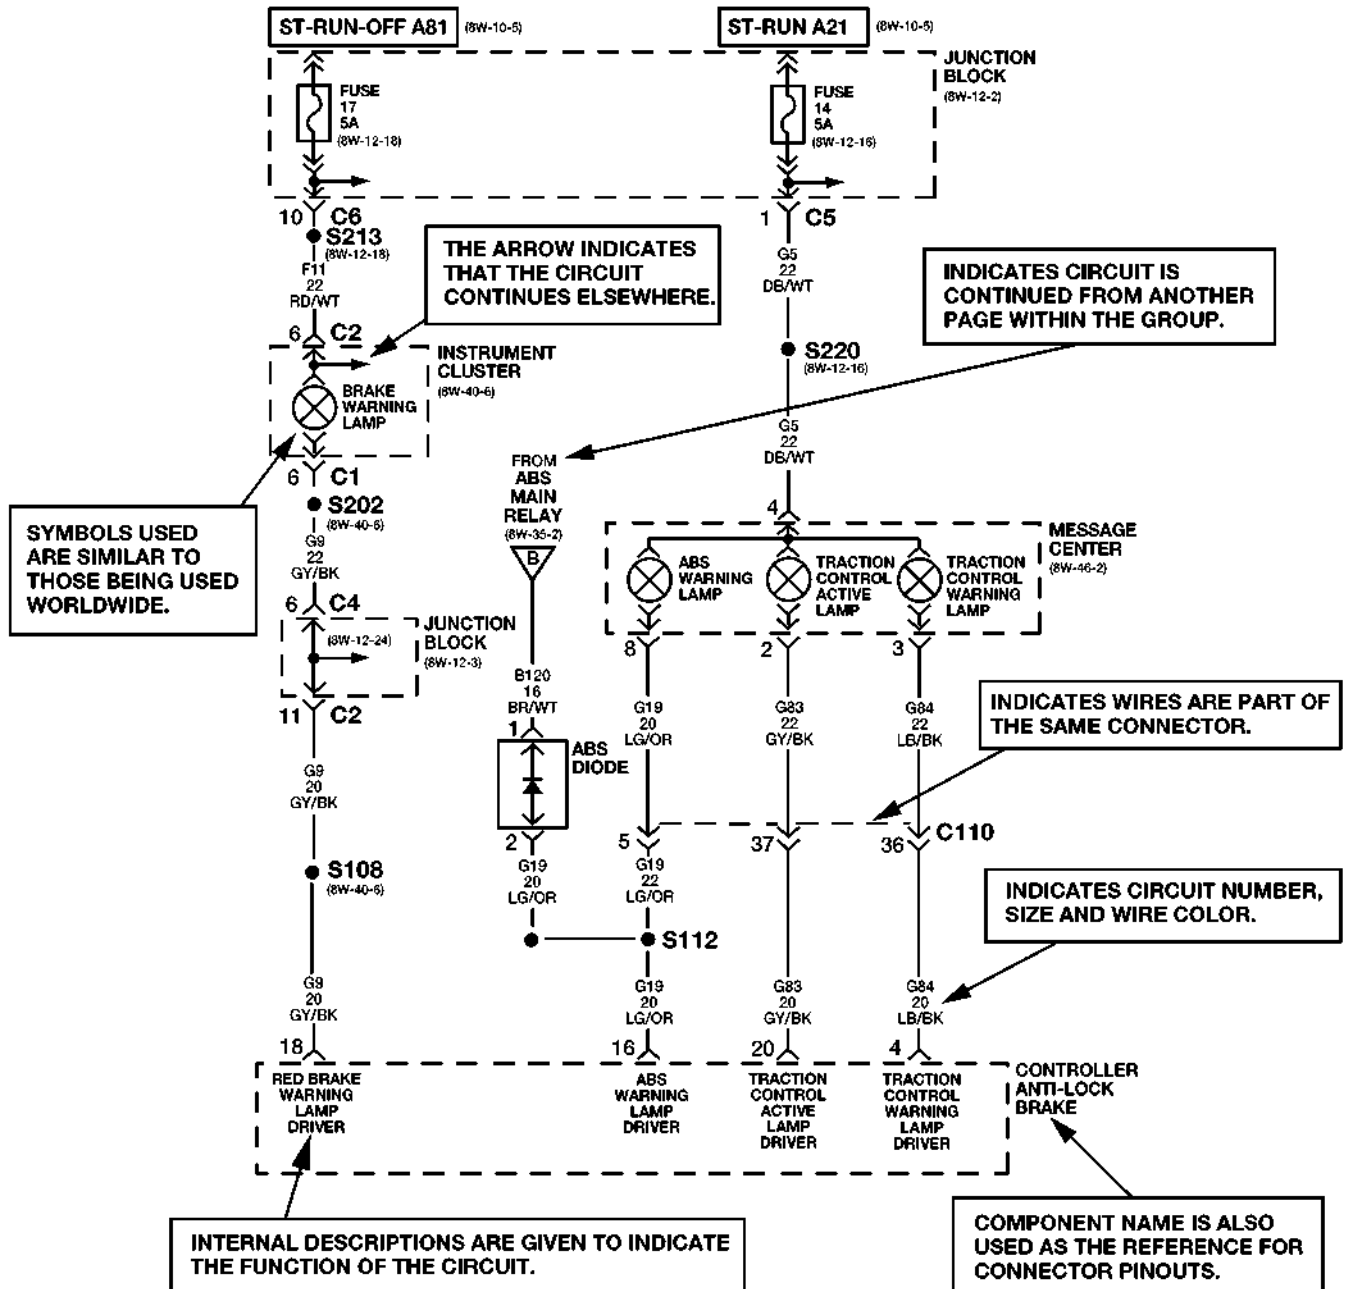 ST-RUN-OFF A81 (8W-10-5)
ST-RUN A21 (8W-10-5)
JUNCTION
BLOCK
(8W-12-2)
FUSE
17
5A
(8W-12-18)
FUSE
14
5A
(8W-12-16)
10 C6
1 C5
S213
(8W-12-18)
F11
22
RD/WT
THE ARROW INDICATES
THAT THE CIRCUIT
CONTINUES ELSEWHERE.
G5
22
DB/WT
INDICATES CIRCUIT IS
CONTINUED FROM ANOTHER
PAGE WITHIN THE GROUP.
6 C2
INSTRUMENT
CLUSTER
(8W-40-6)
BRAKE
WARNING
LAMP
S220
(8W-12-16)
G5
22
DB/WT
6 C1
S202
(8W-40-6)
G9
22
GY/BK
SYMBOLS USED
ARE SIMILAR TO
THOSE BEING USED
WORLDWIDE.
FROM
ABS
MAIN
RELAY
(8W-35-2)
B
4
MESSAGE
CENTER
(8W-46-2)
ABS
WARNING
LAMP
TRACTION
CONTROL
ACTIVE
LAMP
TRACTION
CONTROL
WARNING
LAMP
6 C4
(8W-12-24)
JUNCTION
BLOCK
(8W-12-3)
11 C2
8
2
3
B120
16
BR/WT
G19
20
LG/OR
G83
22
GY/BK
G84
22
LB/BK
INDICATES WIRES ARE PART OF
THE SAME CONNECTOR.
1
ABS
DIODE
2
G9
20
GY/BK
5
37
36
C110
G19
20
LG/OR
G19
22
LG/OR
S108
(8W-40-6)
S112
INDICATES CIRCUIT NUMBER,
SIZE AND WIRE COLOR.
G9
20
GY/BK
G19
20
LG/OR
G83
20
GY/BK
G84
20
LB/BK
18
16
20
4
RED BRAKE
WARNING
LAMP
DRIVER
ABS
WARNING
LAMP
DRIVER
TRACTION
CONTROL
ACTIVE
LAMP
DRIVER
TRACTION
CONTROL
WARNING
LAMP
DRIVER
CONTROLLER
ANTI-LOCK
BRAKE
INTERNAL DESCRIPTIONS ARE GIVEN TO INDICATE
THE FUNCTION OF THE CIRCUIT.
COMPONENT NAME IS ALSO
USED AS THE REFERENCE FOR
CONNECTOR PINOUTS.